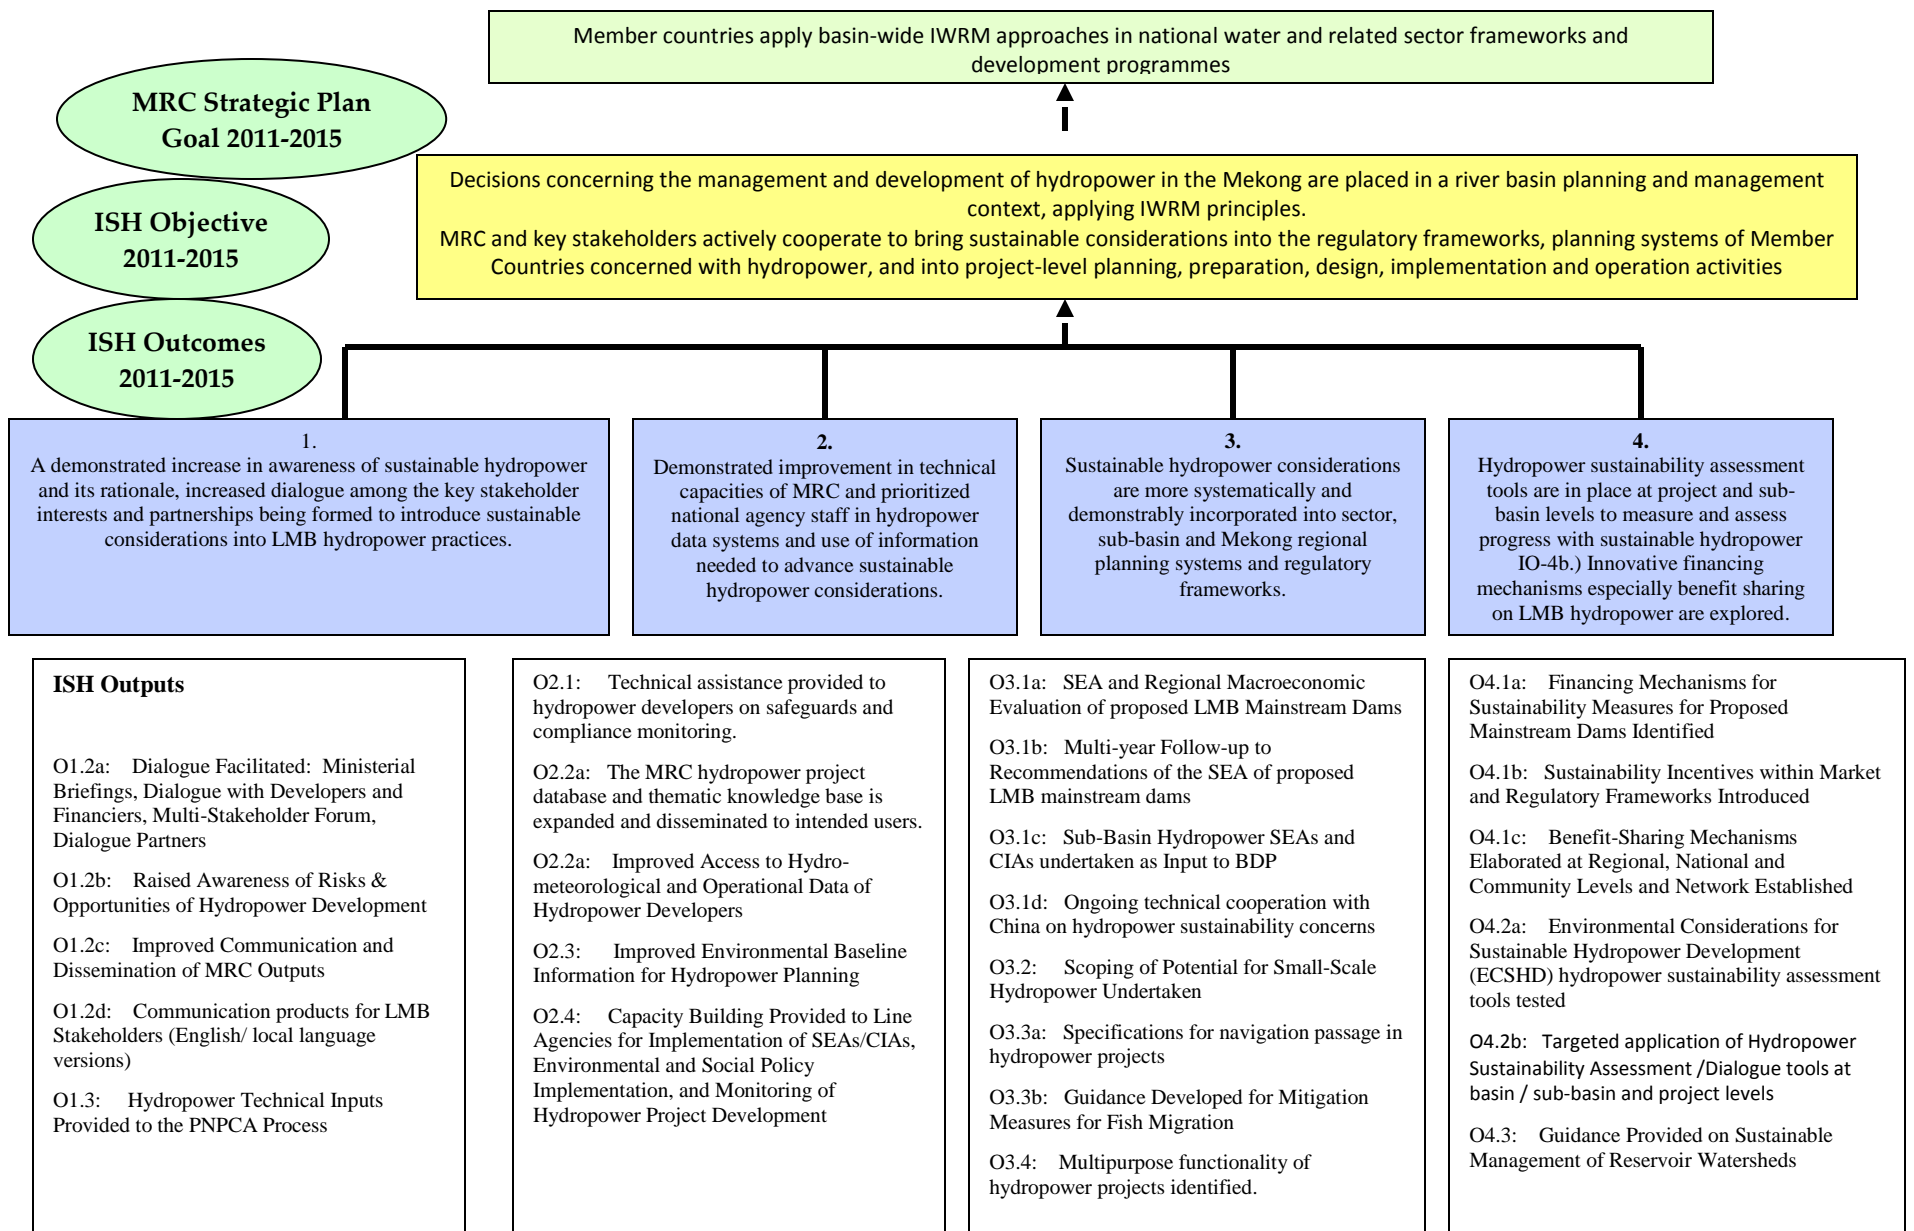 Member countries apply basin-wide IWRM approaches in national water and related sector frameworks and
development programmes
MRC Strategic Plan
Goal 2011-2015
Decisions concerning the management and development of hydropower in the Mekong are placed in a river basin planning and management
context, applying IWRM principles.
MRC and key stakeholders actively cooperate to bring sustainable considerations into the regulatory frameworks, planning systems of Member
Countries concerned with hydropower, and into project-level planning, preparation, design, implementation and operation activities
ISH Objective
2011-2015
ISH Outcomes
2011-2015
1.
A demonstrated increase in awareness of sustainable hydropower
and its rationale, increased dialogue among the key stakeholder
interests and partnerships being formed to introduce sustainable
considerations into LMB hydropower practices.
2.
Demonstrated improvement in technical
capacities of MRC and prioritized
national agency staff in hydropower
data systems and use of information
needed to advance sustainable
hydropower considerations.
3.
Sustainable hydropower considerations
are more systematically and
demonstrably incorporated into sector,
sub-basin and Mekong regional
planning systems and regulatory
frameworks.
4.
Hydropower sustainability assessment
tools are in place at project and sub-
basin levels to measure and assess
progress with sustainable hydropower
IO-4b.) Innovative financing
mechanisms especially benefit sharing
on LMB hydropower are explored.
ISH Outputs
O1.2a: Dialogue Facilitated: Ministerial
Briefings, Dialogue with Developers and
Financiers, Multi-Stakeholder Forum,
Dialogue Partners
O1.2b: Raised Awareness of Risks &
Opportunities of Hydropower Development
O1.2c: Improved Communication and
Dissemination of MRC Outputs
O1.2d: Communication products for LMB
Stakeholders (English/ local language
versions)
O1.3: Hydropower Technical Inputs
Provided to the PNPCA Process
O2.1: Technical assistance provided to
hydropower developers on safeguards and
compliance monitoring.
O2.2a: The MRC hydropower project
database and thematic knowledge base is
expanded and disseminated to intended users.
O2.2a: Improved Access to Hydro-
meteorological and Operational Data of
Hydropower Developers
O2.3: Improved Environmental Baseline
Information for Hydropower Planning
O2.4: Capacity Building Provided to Line
Agencies for Implementation of SEAs/CIAs,
Environmental and Social Policy
Implementation, and Monitoring of
Hydropower Project Development
O3.1a: SEA and Regional Macroeconomic
Evaluation of proposed LMB Mainstream Dams
O3.1b: Multi-year Follow-up to
Recommendations of the SEA of proposed
LMB mainstream dams
O3.1c: Sub-Basin Hydropower SEAs and
CIAs undertaken as Input to BDP
O3.1d: Ongoing technical cooperation with
China on hydropower sustainability concerns
O3.2: Scoping of Potential for Small-Scale
Hydropower Undertaken
O3.3a: Specifications for navigation passage in
hydropower projects
O3.3b: Guidance Developed for Mitigation
Measures for Fish Migration
O3.4: Multipurpose functionality of
hydropower projects identified.
O4.1a: Financing Mechanisms for
Sustainability Measures for Proposed
Mainstream Dams Identified
O4.1b: Sustainability Incentives within Market
and Regulatory Frameworks Introduced
O4.1c: Benefit-Sharing Mechanisms
Elaborated at Regional, National and
Community Levels and Network Established
O4.2a: Environmental Considerations for
Sustainable Hydropower Development
(ECSHD) hydropower sustainability assessment
tools tested
O4.2b: Targeted application of Hydropower
Sustainability Assessment /Dialogue tools at
basin / sub-basin and project levels
O4.3: Guidance Provided on Sustainable
Management of Reservoir Watersheds